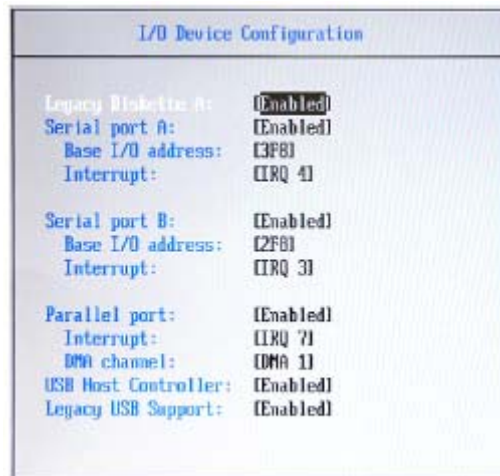 I/O Device Configuration
Legacy Diskette A: [Enabled]
Serial port A: [Enabled]
Base I/O address: [3F8]
Interrupt: [IRQ 4]
Serial port B: [Enabled]
Base I/O address: [2F8]
Interrupt: [IRQ 3]
Parallel port: [Enabled]
Interrupt: [IRQ 7]
DMA channel: [DMA 1]
USB Host Controller: [Enabled]
Legacy USB Support: [Enabled]